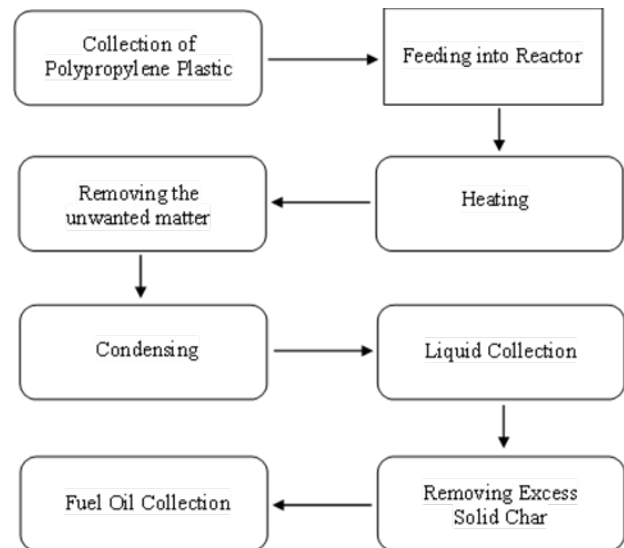 Collection of
Polypropylene Plastic
Feeding into Reactor
Heating
Removing the
unwanted matter
Condensing
Liquid Collection
Removing Excess
Solid Char
Fuel Oil Collection